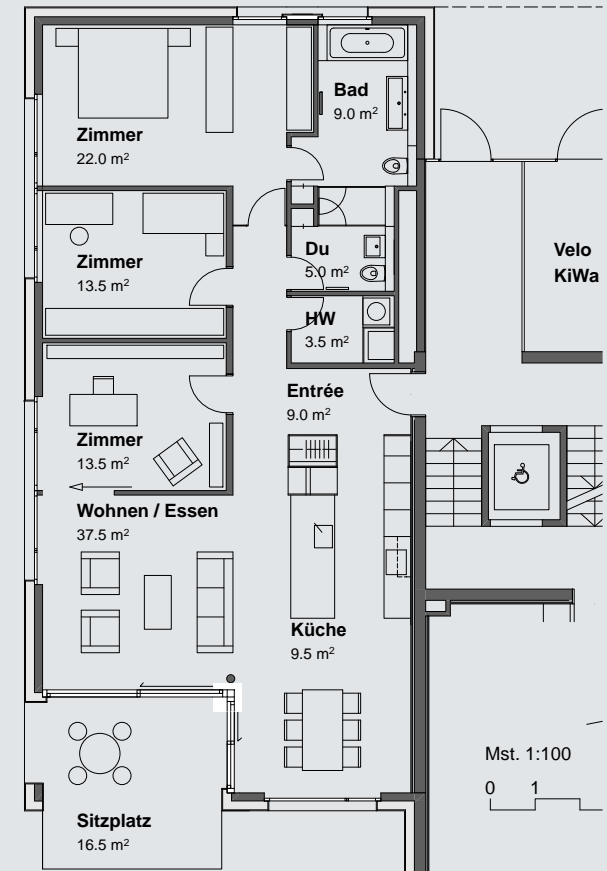 Bad
9.0 m²
Zimmer
22.0 m²
Zimmer
13.5 m²
Du
5.0 m²
Velo
KiWa
HW
3.5 m²
Entrée
9.0 m²
Zimmer
13.5 m²
Wohnen / Essen
37.5 m²
Küche
9.5 m²
Mst. 1:100
0 1
Sitzplatz
16.5 m²